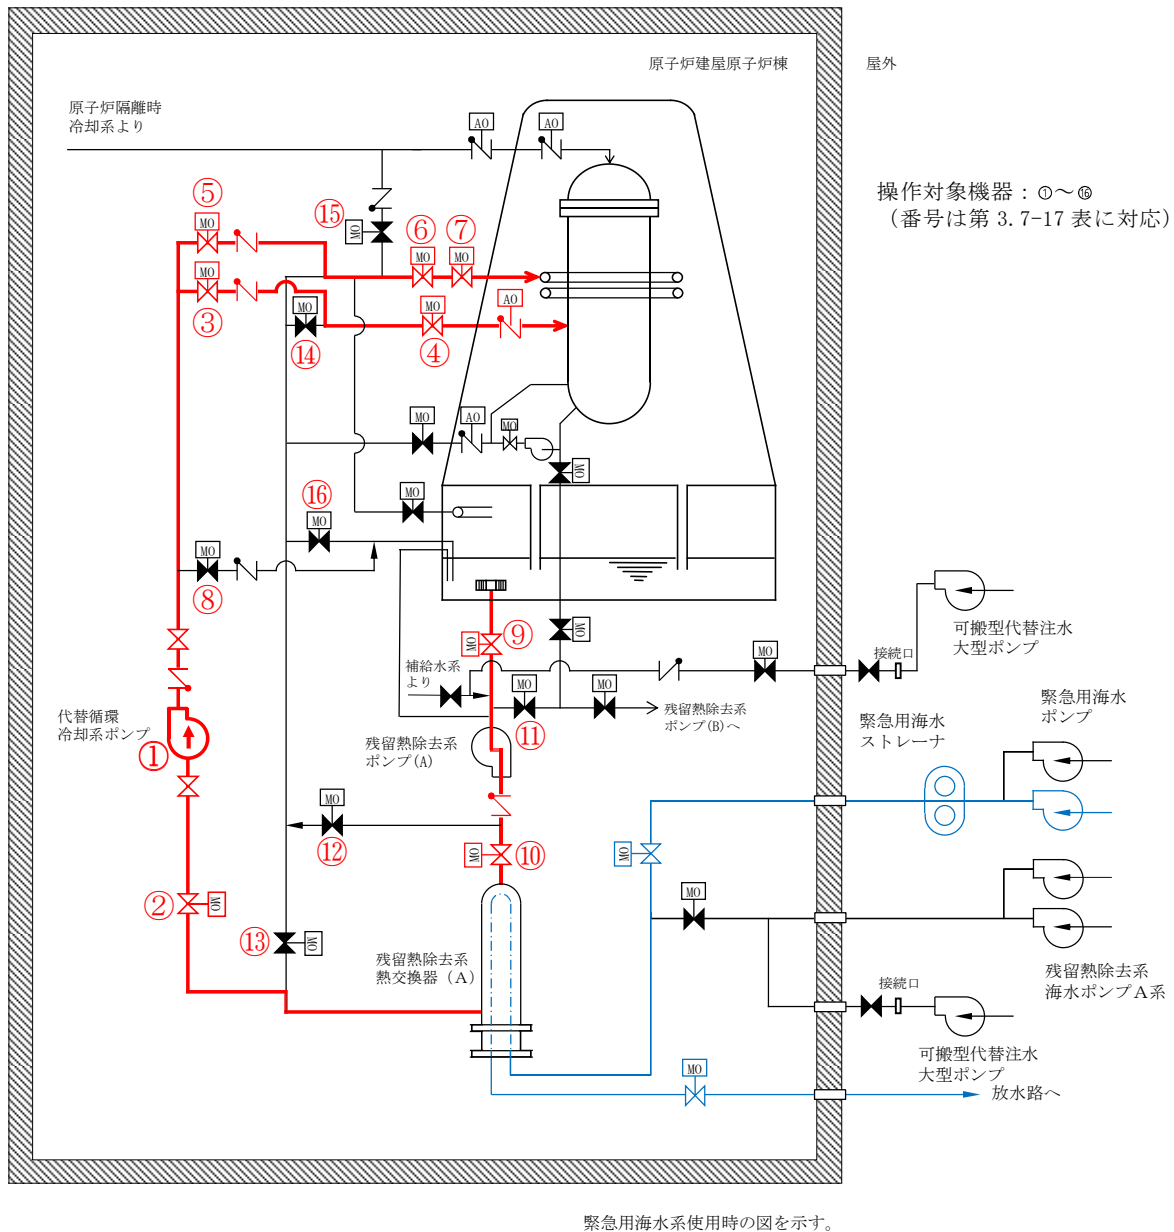 原子炉建屋原子炉棟
屋外
原子炉隔離時
冷却系より
AO
AO
操作対象機器：①～⑯
（番号は第 3.7-17 表に対応）
⑤
MO
⑮
MO
⑥
MO
⑦
MO
MO
③
MO
⑭
MO
④
AO
MO
AO
MO
MO
⑯
MO
MO
MO
⑧
⑨
MO
MO
補給水系
より
MO
MO
⑪
MO
残留熱除去系
ポンプ(B)へ
接続口
可搬型代替注水
大型ポンプ
代替循環
冷却系ポンプ
①
残留熱除去系
ポンプ(A)
緊急用海水
ストレーナ
緊急用海水
ポンプ
MO
⑫
MO
⑩
MO
②
MO
⑬
MO
MO
残留熱除去系
熱交換器（A）
残留熱除去系
海水ポンプA系
接続口
可搬型代替注水
大型ポンプ
MO
放水路へ
緊急用海水系使用時の図を示す。